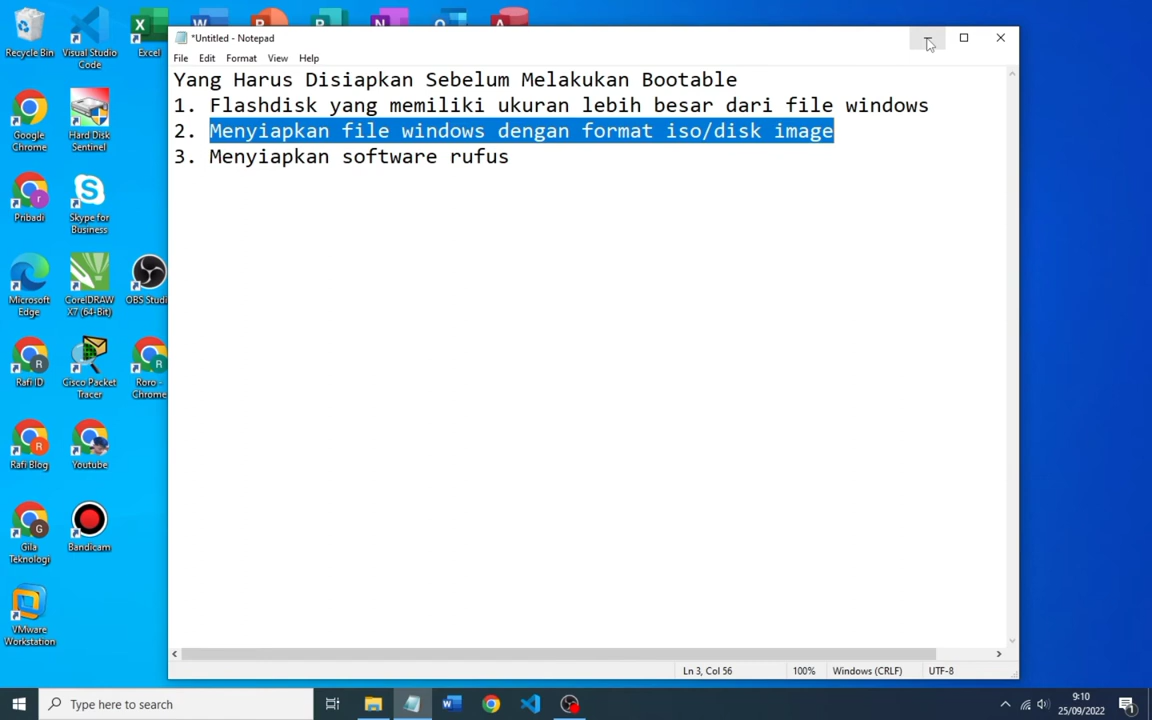 *Untitled - Notepad
File Edit Format View Help
Yang Harus Disiapkan Sebelum Melakukan Bootable
1. Flashdisk yang memiliki ukuran lebih besar dari file windows
2. Menyiapkan file windows dengan format iso/disk image
3. Menyiapkan software rufus
Ln 3, Col 56 100% Windows (CRLF) UTF-8
Recycle Bin
Visual Studio
Code
Excel
Google
Chrome
Hard Disk
Sentinel
Pribadi
Skype for
Business
Microsoft
Edge
CorelDRAW
X7 (64-Bit)
OBS Studi
Rafi ID
Cisco Packet
Tracer
Roro -
Chrome
Rafi Blog
Youtube
Gila
Teknologi
Bandicam
VMware
Workstation
Type here to search
9:10
25/09/2022